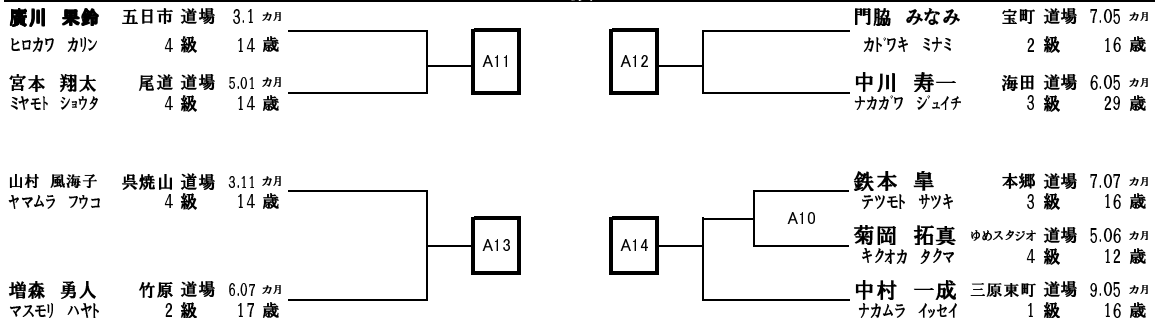 廣川 果鈴 五日市 道場 3.1 カ月
ヒロカワ カリン 4 級 14 歳
A11
宮本 翔太 尾道 道場 5.01 カ月
ミヤモト ショウタ 4 級 14 歳
山村 風海子 呉焼山 道場 3.11 カ月
ヤマムラ フウコ 4 級 14 歳
A13
増森 勇人 竹原 道場 6.07 カ月
マスモリ ハヤト 2 級 17 歳
門脇 みなみ 宝町 道場 7.05 カ月
カドワキ ミナミ 2 級 16 歳
A12
中川 寿一 海田 道場 6.05 カ月
ナカガワ ジュイチ 3 級 29 歳
鉄本 皐 本郷 道場 7.07 カ月
テツモト サツキ 3 級 16 歳
A10
菊岡 拓真 ゆめスタジオ 道場 5.06 カ月
キクオカ タクマ 4 級 12 歳
A14
中村 一成 三原東町 道場 9.05 カ月
ナカムラ イッセイ 1 級 16 歳